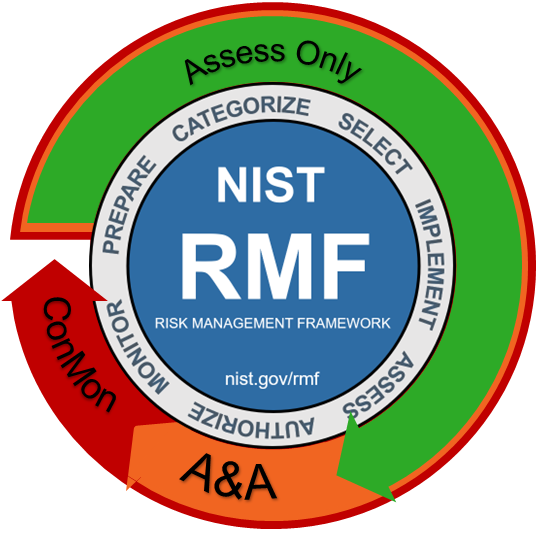 Assess Only
PREPARE
CATEGORIZE
SELECT
IMPLEMENT
ASSESS
AUTHORIZE
MONITOR
NIST
RMF
RISK MANAGEMENT FRAMEWORK
nist.gov/rmf
A&A
ConMon